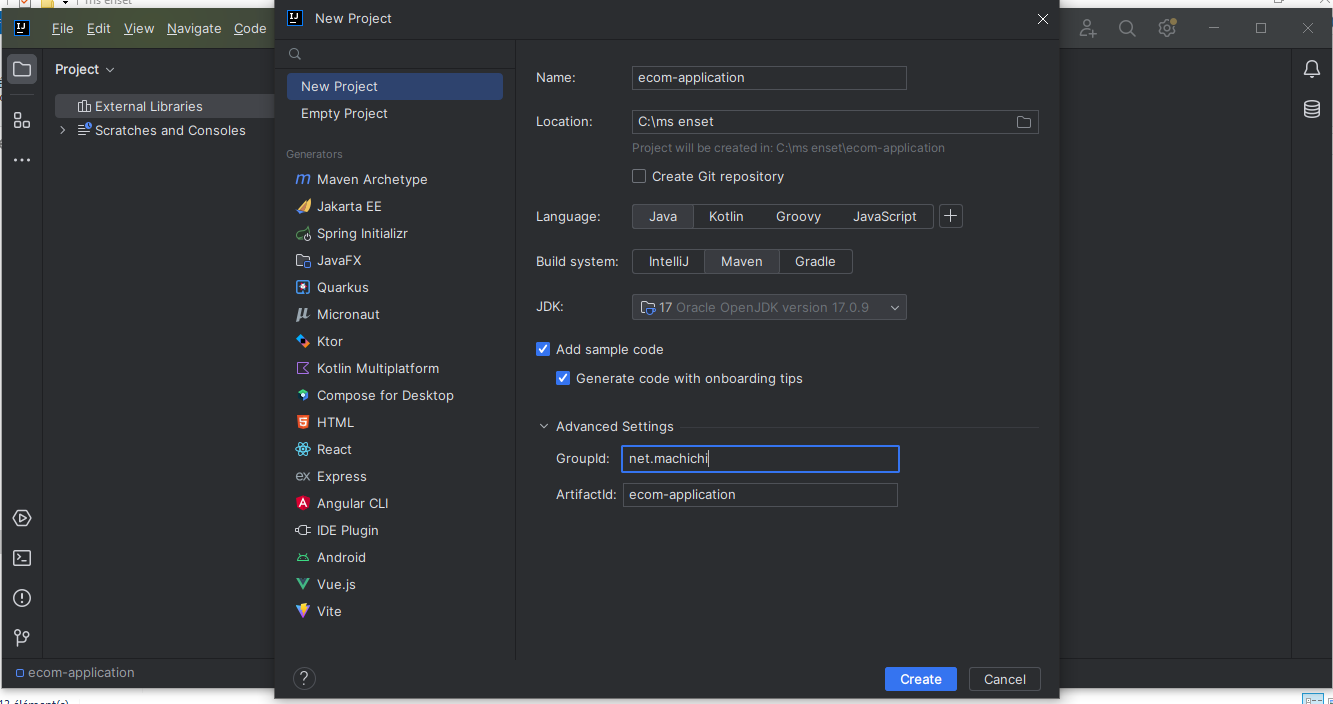 ms enset
New Project
File Edit View Navigate Code
Project
External Libraries
Scratches and Consoles
ecom-application
New Project
Empty Project
Generators
Maven Archetype
Jakarta EE
Spring Initializr
JavaFX
Quarkus
Micronaut
Ktor
Kotlin Multiplatform
Compose for Desktop
HTML
React
Express
Angular CLI
IDE Plugin
Android
Vue.js
Vite
Name: ecom-application
Location: C:\ms enset
Project will be created in: C:\ms enset\ecom-application
Create Git repository
Language: Java Kotlin Groovy JavaScript
Build system: IntelliJ Maven Gradle
JDK: 17 Oracle OpenJDK version 17.0.9
Add sample code
Generate code with onboarding tips
Advanced Settings
GroupId: net.machichi
ArtifactId: ecom-application
? Create Cancel